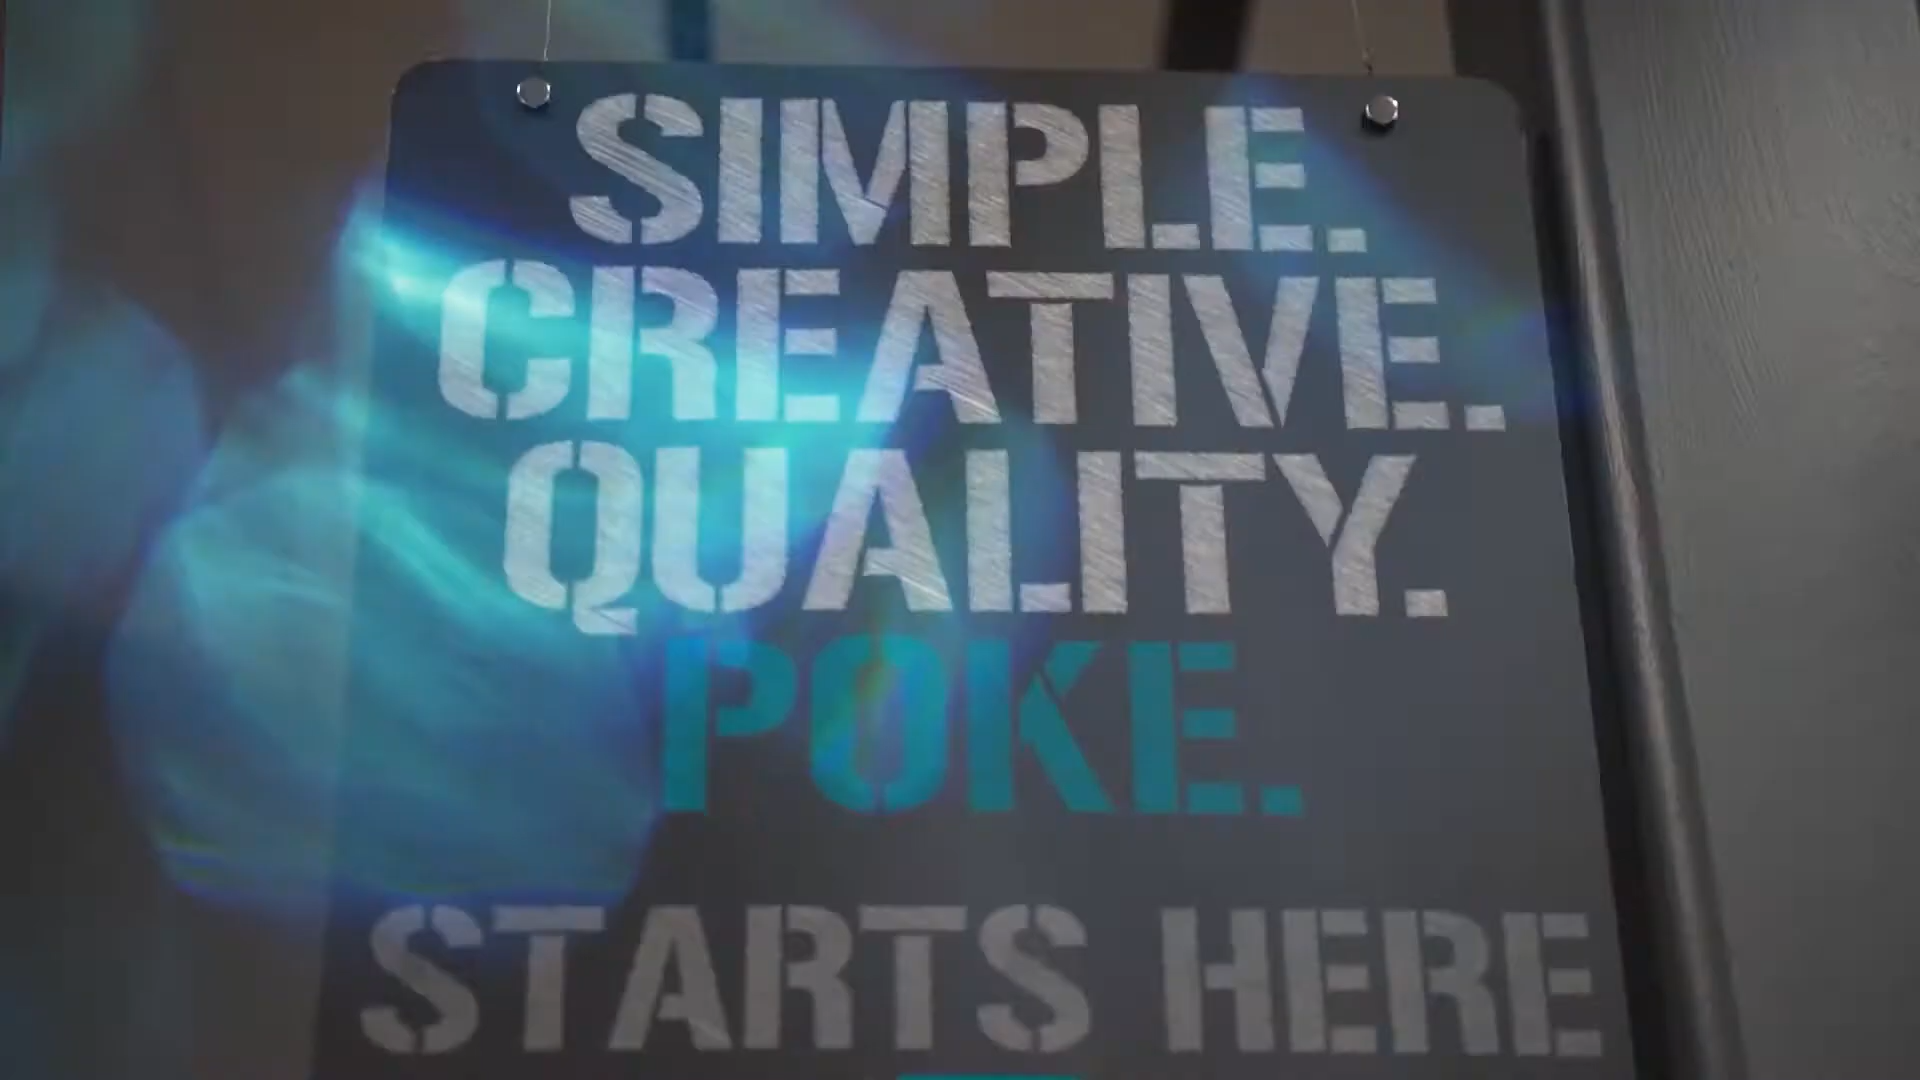 SIMPLE.
CREATIVE.
QUALITY.
POKE.
STARTS HERE